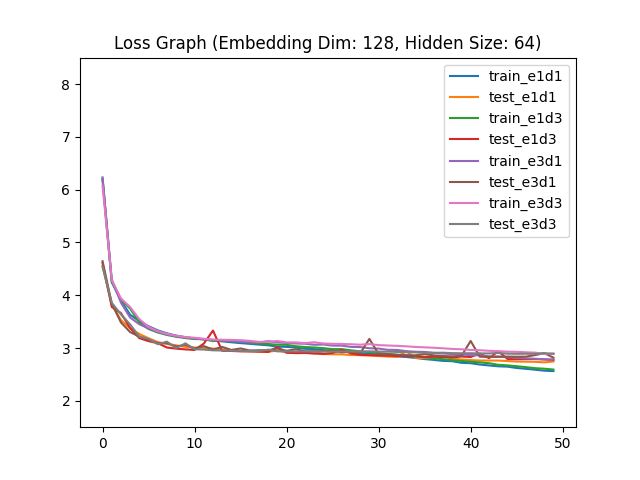 Loss Graph (Embedding Dim: 128, Hidden Size: 64)
8
7
6
5
4
3
2
train_e1d1
test_e1d1
train_e1d3
test_e1d3
train_e3d1
test_e3d1
train_e3d3
test_e3d3
0 10 20 30 40 50